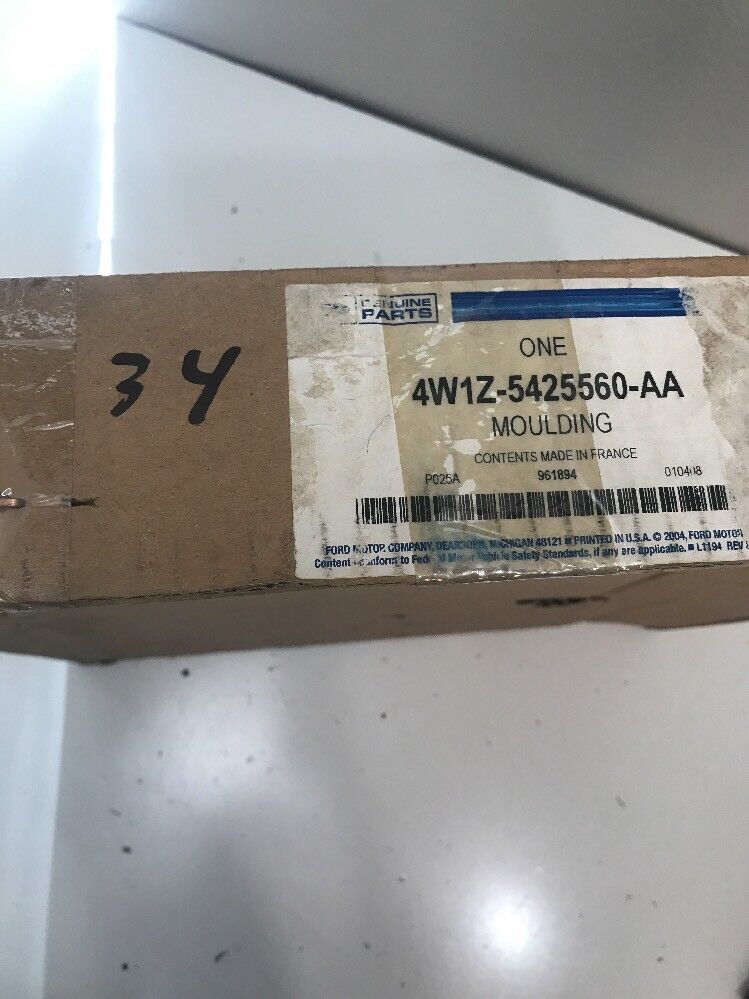 34
GENUINE
PARTS
ONE
4W1Z-5425560-AA
MOULDING
CONTENTS MADE IN FRANCE
P025A 961894 010408
FORD MOTOR COMPANY, DEARBORN, MICHIGAN 48121 ■ PRINTED IN U.S.A. © 2004, FORD MOTOR
Content conform to Federal Motor Vehicle Safety Standards, if any are applicable. ■ L1194 REV